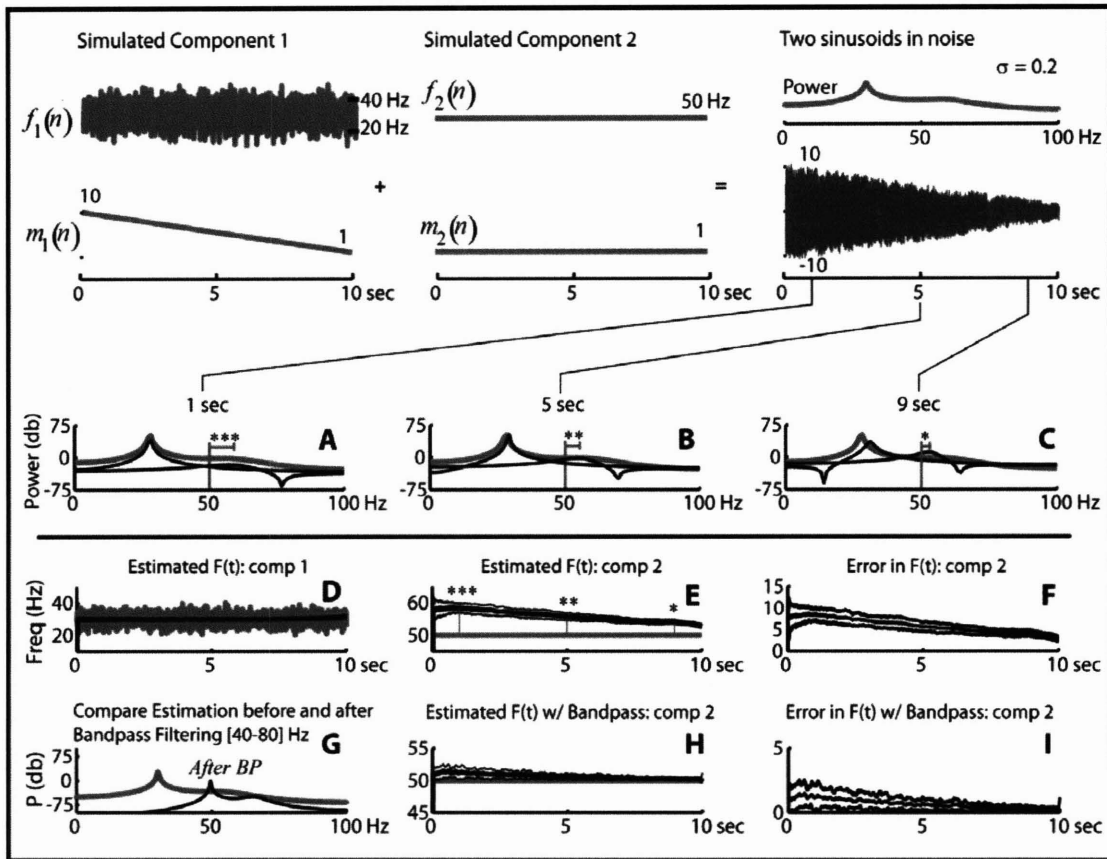 Simulated Component 1
Simulated Component 2
Two sinusoids in noise
f₁(n)
40 Hz
20 Hz
f₂(n)
50 Hz
Power
σ = 0.2
0 50 100 Hz
m₁(n)
10
1
0 5 10 sec
+
m₂(n)
1
0 5 10 sec
=
10
-10
0 5 10 sec
1 sec
5 sec
9 sec
Power (db)
75
0
-75
***
A
0 50 100 Hz
75
0
-75
**
B
0 50 100 Hz
75
0
-75
*
C
0 50 100 Hz
Estimated F(t): comp 1
D
Freq (Hz)
40
20
0 5 10 sec
Estimated F(t): comp 2
E
60
50
***
**
*
0 5 10 sec
Error in F(t): comp 2
F
15
10
5
0
0 5 10 sec
Compare Estimation before and after
Bandpass Filtering [40-80] Hz
G
P (db)
75
0
-75
After BP
0 50 100 Hz
Estimated F(t) w/ Bandpass: comp 2
H
55
50
45
0 5 10 sec
Error in F(t) w/ Bandpass: comp 2
I
5
0
0 5 10 sec